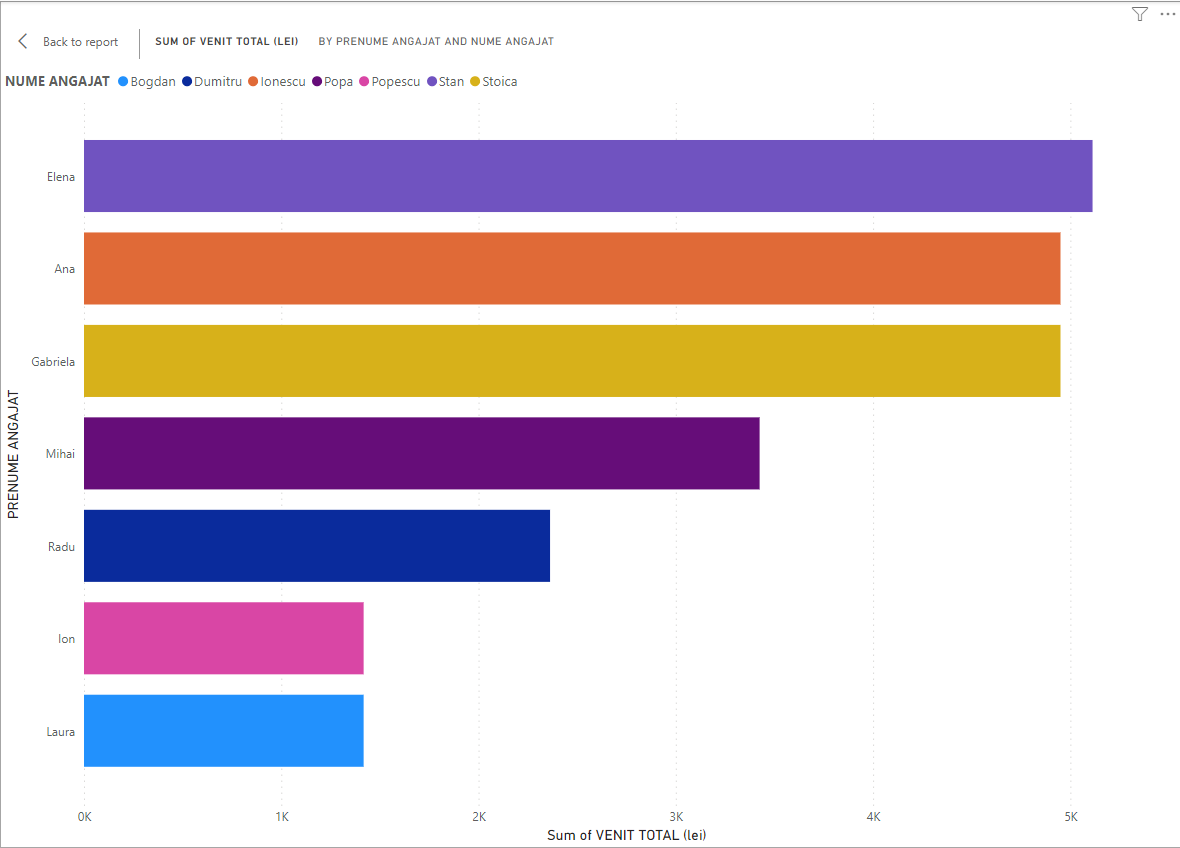 Back to report SUM OF VENIT TOTAL (LEI) BY PRENUME ANGAJAT AND NUME ANGAJAT
NUME ANGAJAT Bogdan Dumitru Ionescu Popa Popescu Stan Stoica
PRENUME ANGAJAT
Elena
Ana
Gabriela
Mihai
Radu
Ion
Laura
0K 1K 2K 3K 4K 5K
Sum of VENIT TOTAL (lei)